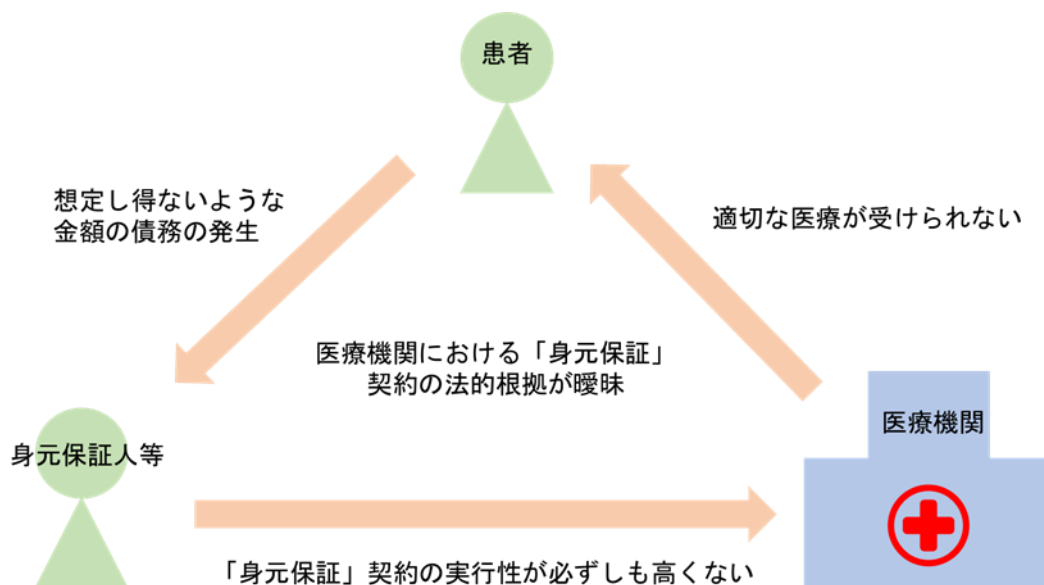 患者
想定し得ないような
金額の債務の発生
適切な医療が受けられない
医療機関における「身元保証」
契約の法的根拠が曖昧
身元保証人等
医療機関
「身元保証」契約の実行性が必ずしも高くない